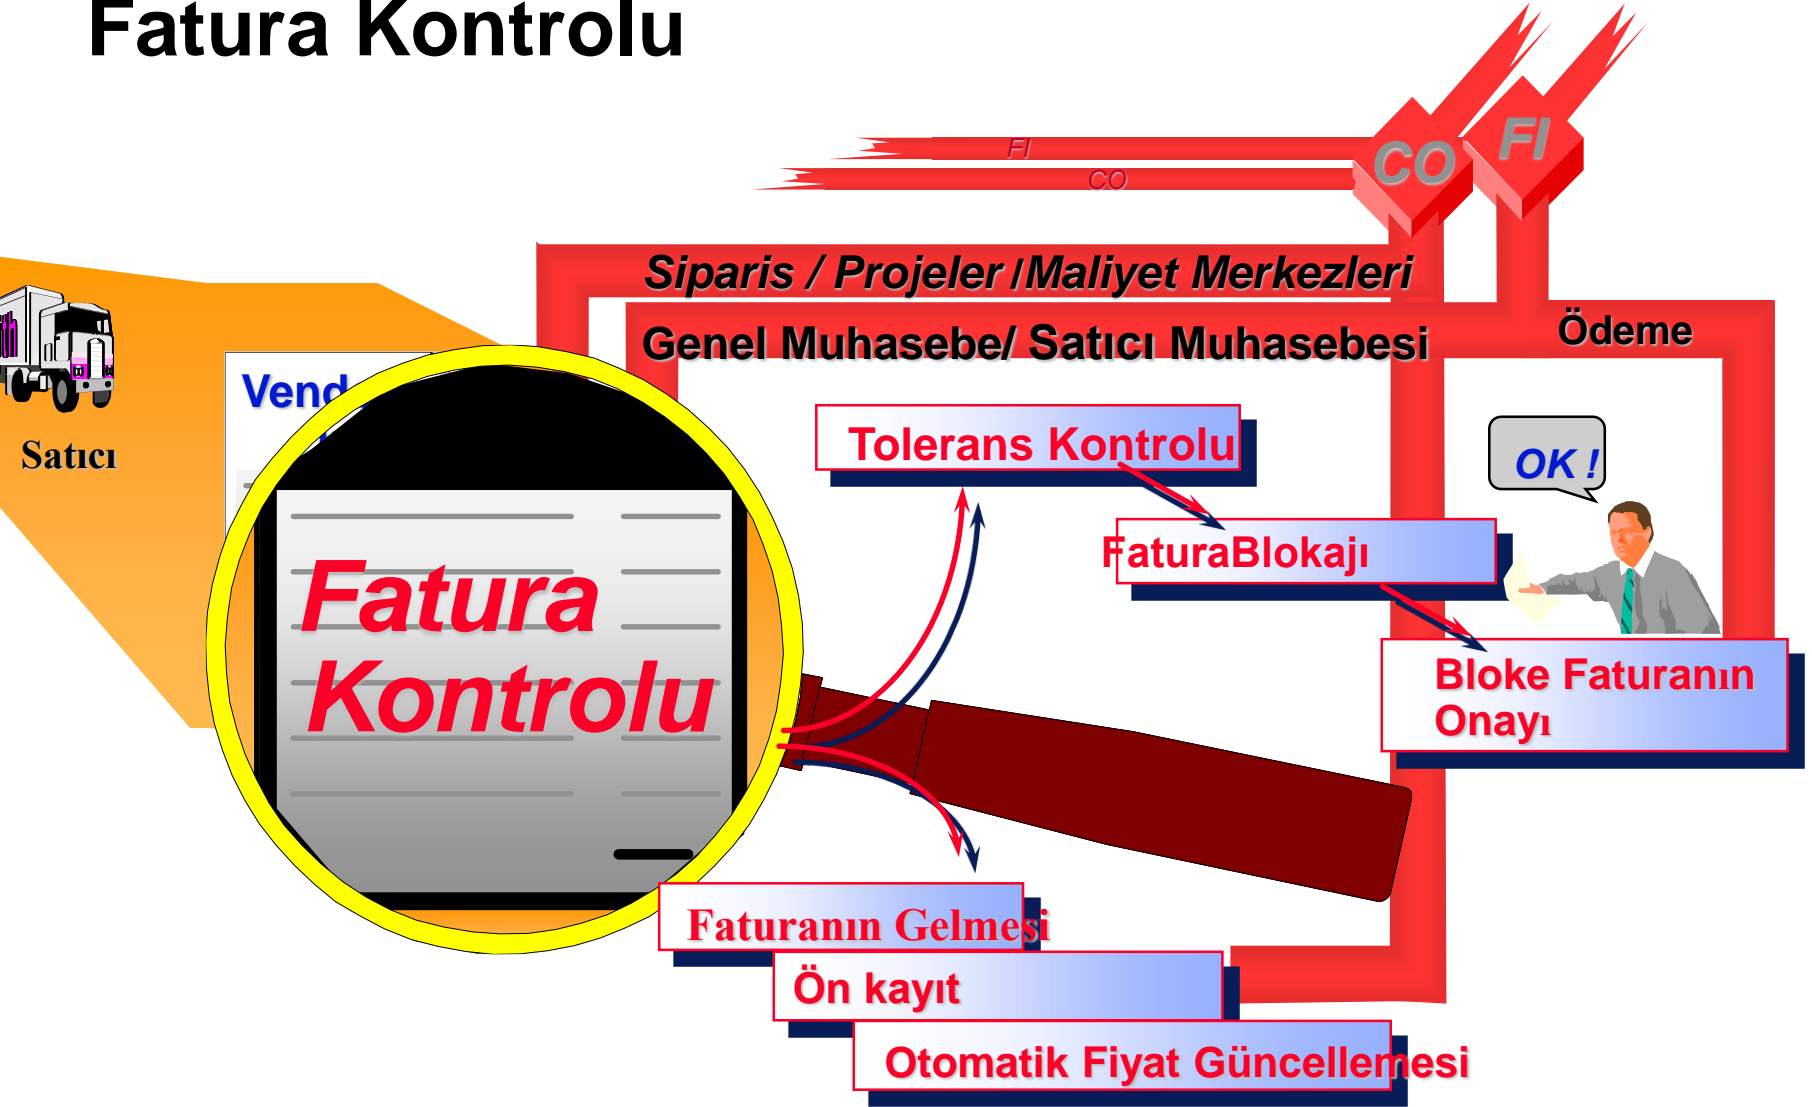 Fatura Kontrolu
CO
FI
FI
CO
Siparis / Projeler /Maliyet Merkezleri
Genel Muhasebe/ Satıcı Muhasebesi
Ödeme
Vend
Satıcı
Tolerans Kontrolu
OK !
FaturaBlokajı
Fatura
Kontrolu
Bloke Faturanın
Onayı
Faturanın Gelmesi
Ön kayıt
Otomatik Fiyat Güncellemesi